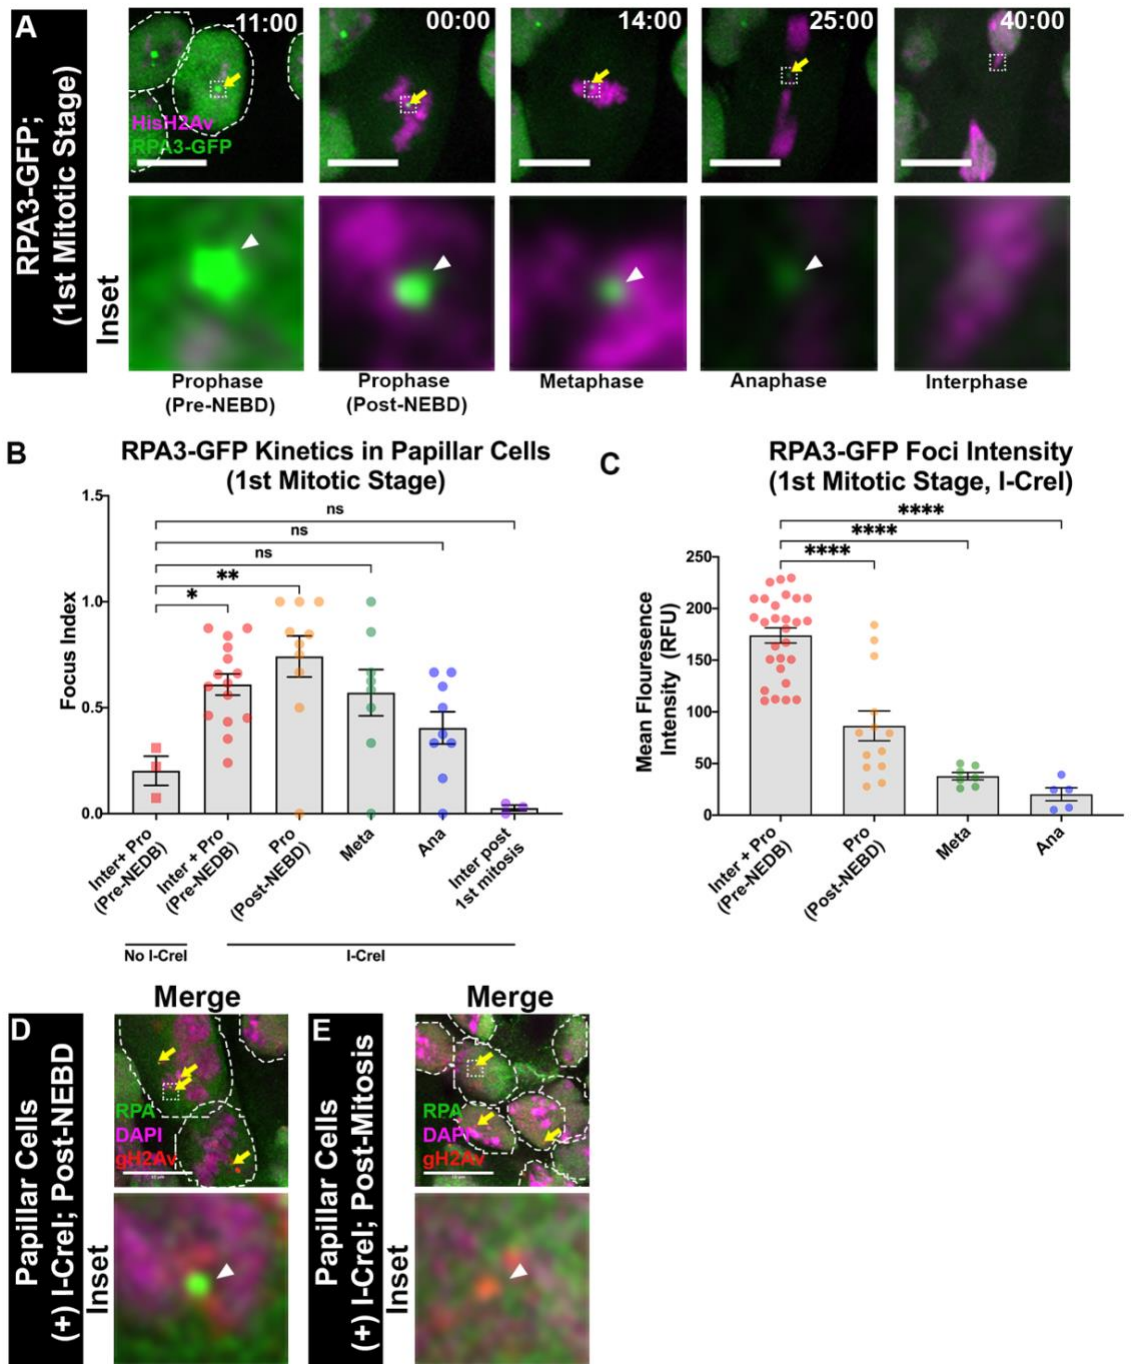 A
RPA3-GFP;
(1st Mitotic Stage)
Inset
-11:00
00:00
14:00
25:00
40:00
HisH2Av
RPA3-GFP
Prophase
(Pre-NEBD)
Prophase
(Post-NEBD)
Metaphase
Anaphase
Interphase
B
RPA3-GFP Kinetics in Papillar Cells
(1st Mitotic Stage)
Focus Index
1.5
1.0
0.5
0.0
ns
ns
ns
**
*
Inter+ Pro
(Pre-NEDB)
Inter + Pro
(Pre-NEDB)
Pro
(Post-NEBD)
Meta
Ana
Inter post
1st mitosis
No I-CreI
I-CreI
C
RPA3-GFP Foci Intensity
(1st Mitotic Stage, I-CreI)
Mean Flouresence
Intensity (RFU)
250
200
150
100
50
0
****
****
****
Inter + Pro
(Pre-NEDB)
Pro
(Post-NEBD)
Meta
Ana
D
Papillar Cells
(+) I-CreI; Post-NEBD
Inset
Merge
RPA
DAPI
gH2Av
E
Papillar Cells
(+) I-CreI; Post-Mitosis
Inset
Merge
RPA
DAPI
gH2Av